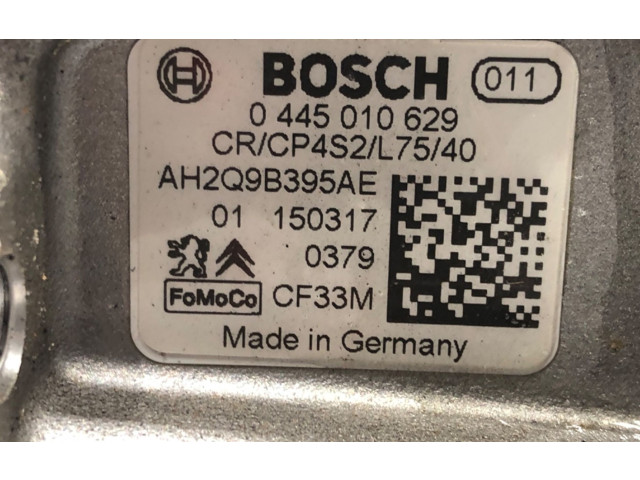 BOSCH 011
0 445 010 629
CR/CP4S2/L75/40
AH2Q9B395AE
01 150317
0379
FoMoCo CF33M
Made in Germany